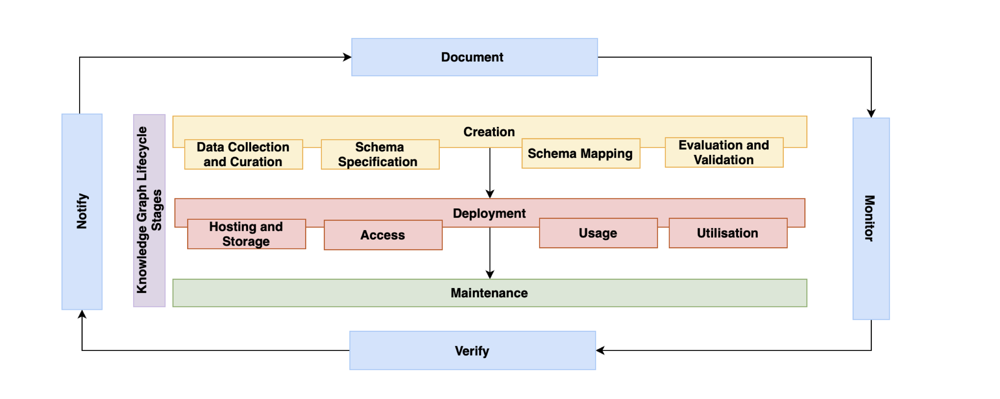 Document
Notify
Knowledge Graph Lifecycle
Stages
Creation
Data Collection
and Curation
Schema
Specification
Schema Mapping
Evaluation and
Validation
Deployment
Hosting and
Storage
Access
Usage
Utilisation
Maintenance
Monitor
Verify